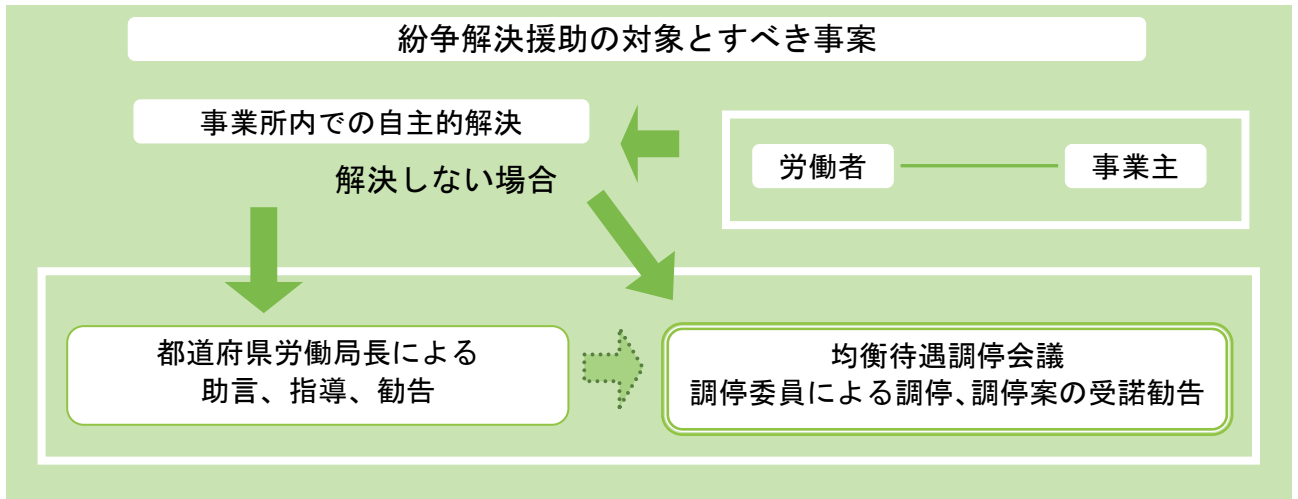 紛争解決援助の対象とすべき事案
事業所内での自主的解決
労働者
事業主
解決しない場合
都道府県労働局長による
助言、指導、勧告
均衡待遇調停会議
調停委員による調停、調停案の受諾勧告